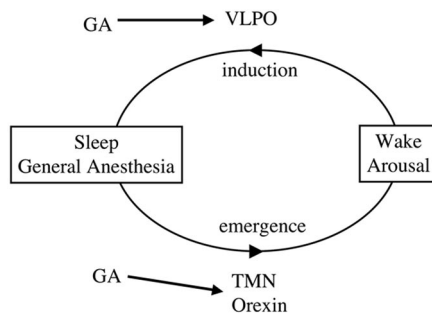 GA
VLPO
induction
Sleep
General Anesthesia
Wake
Arousal
emergence
GA
TMN
Orexin